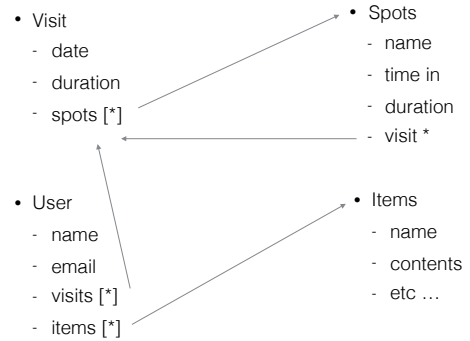 • Visit
- date
- duration
- spots [*]
• Spots
- name
- time in
- duration
- visit *
• User
- name
- email
- visits [*]
- items [*]
• Items
- name
- contents
- etc …